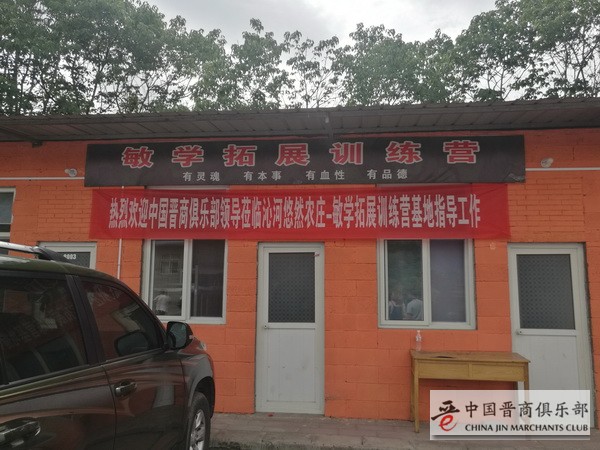 敏学拓展训练营
有灵魂 有本事 有血性 有品德
热烈欢迎中国晋商俱乐部领导莅临沁河悠然农庄-敏学拓展训练营基地指导工作
晋e 中国晋商俱乐部
CHINA JIN MARCHANTS CLUB